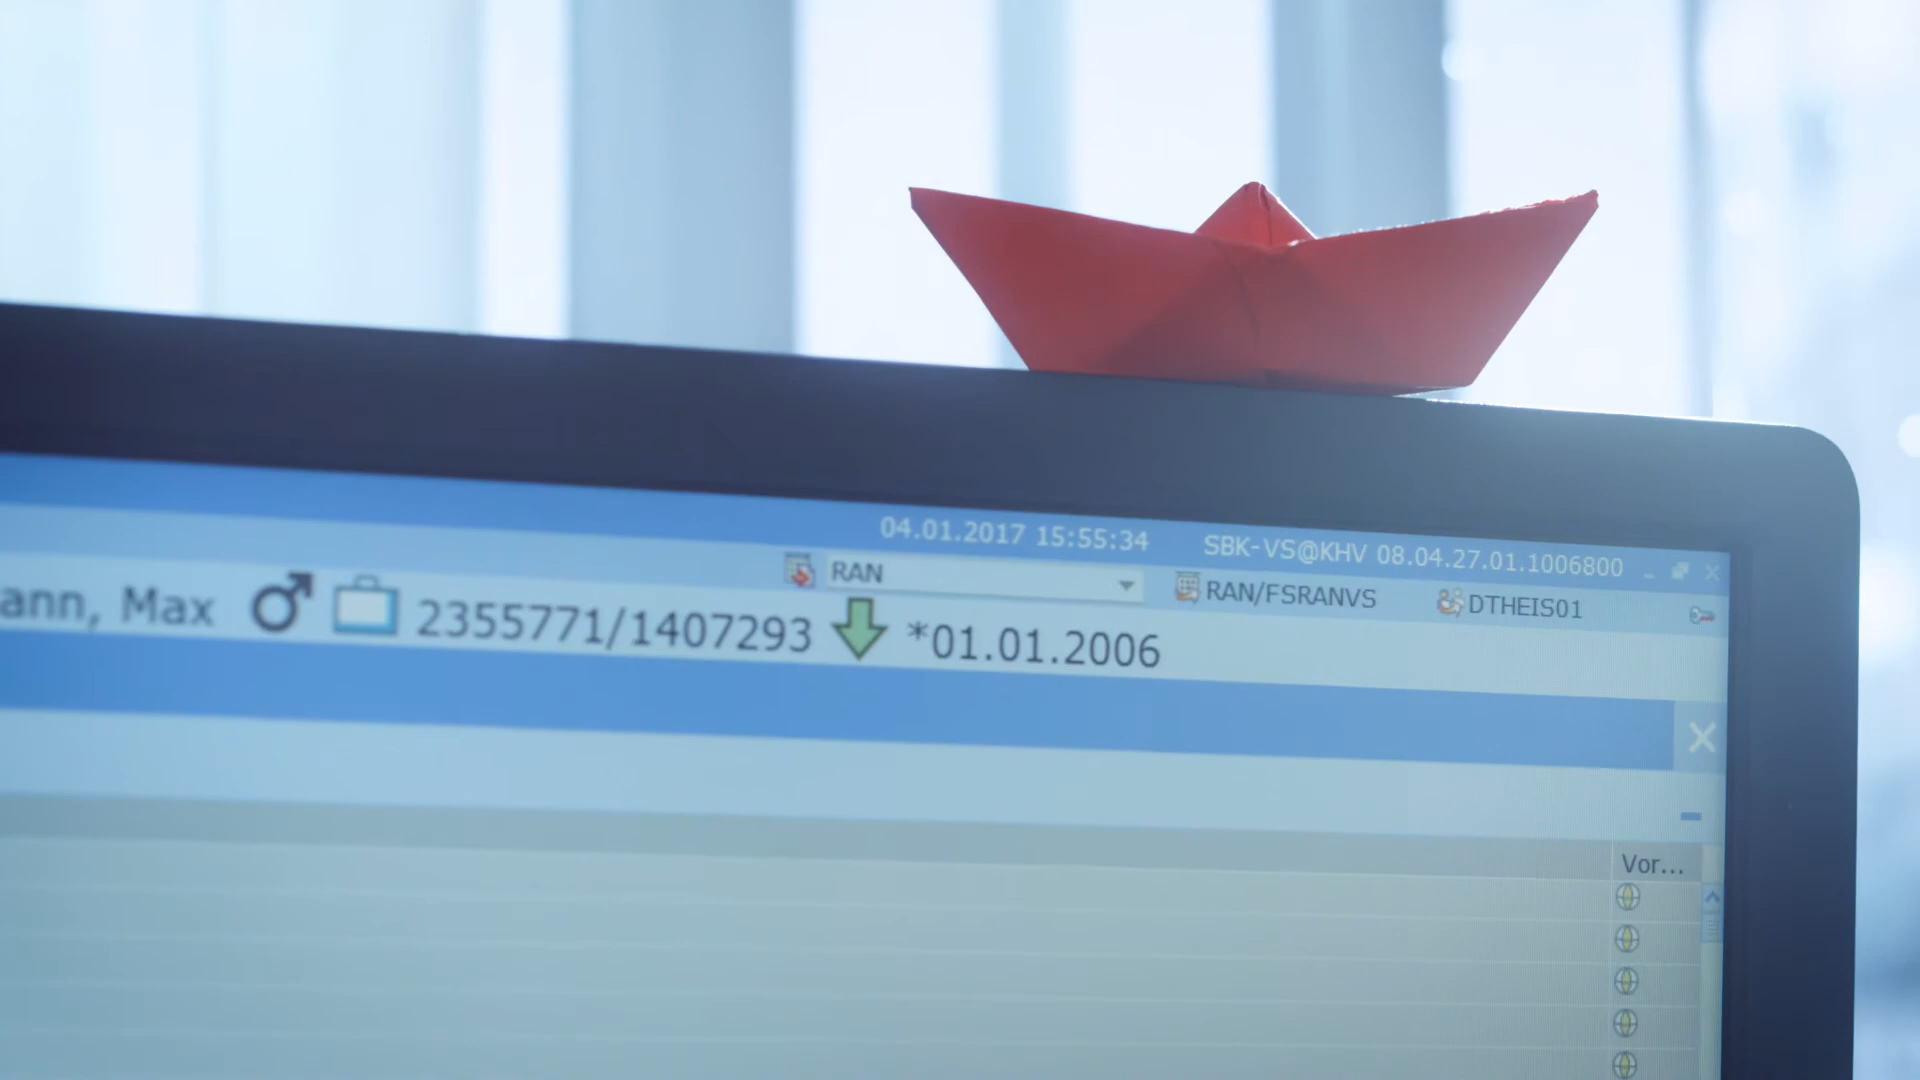 04.01.2017 15:55:34 SBK-VS@KHV 08.04.27.01.1006800
RAN RAN/FSRANVS DTHEIS01
ann, Max 2355771/1407293 *01.01.2006
Vor...